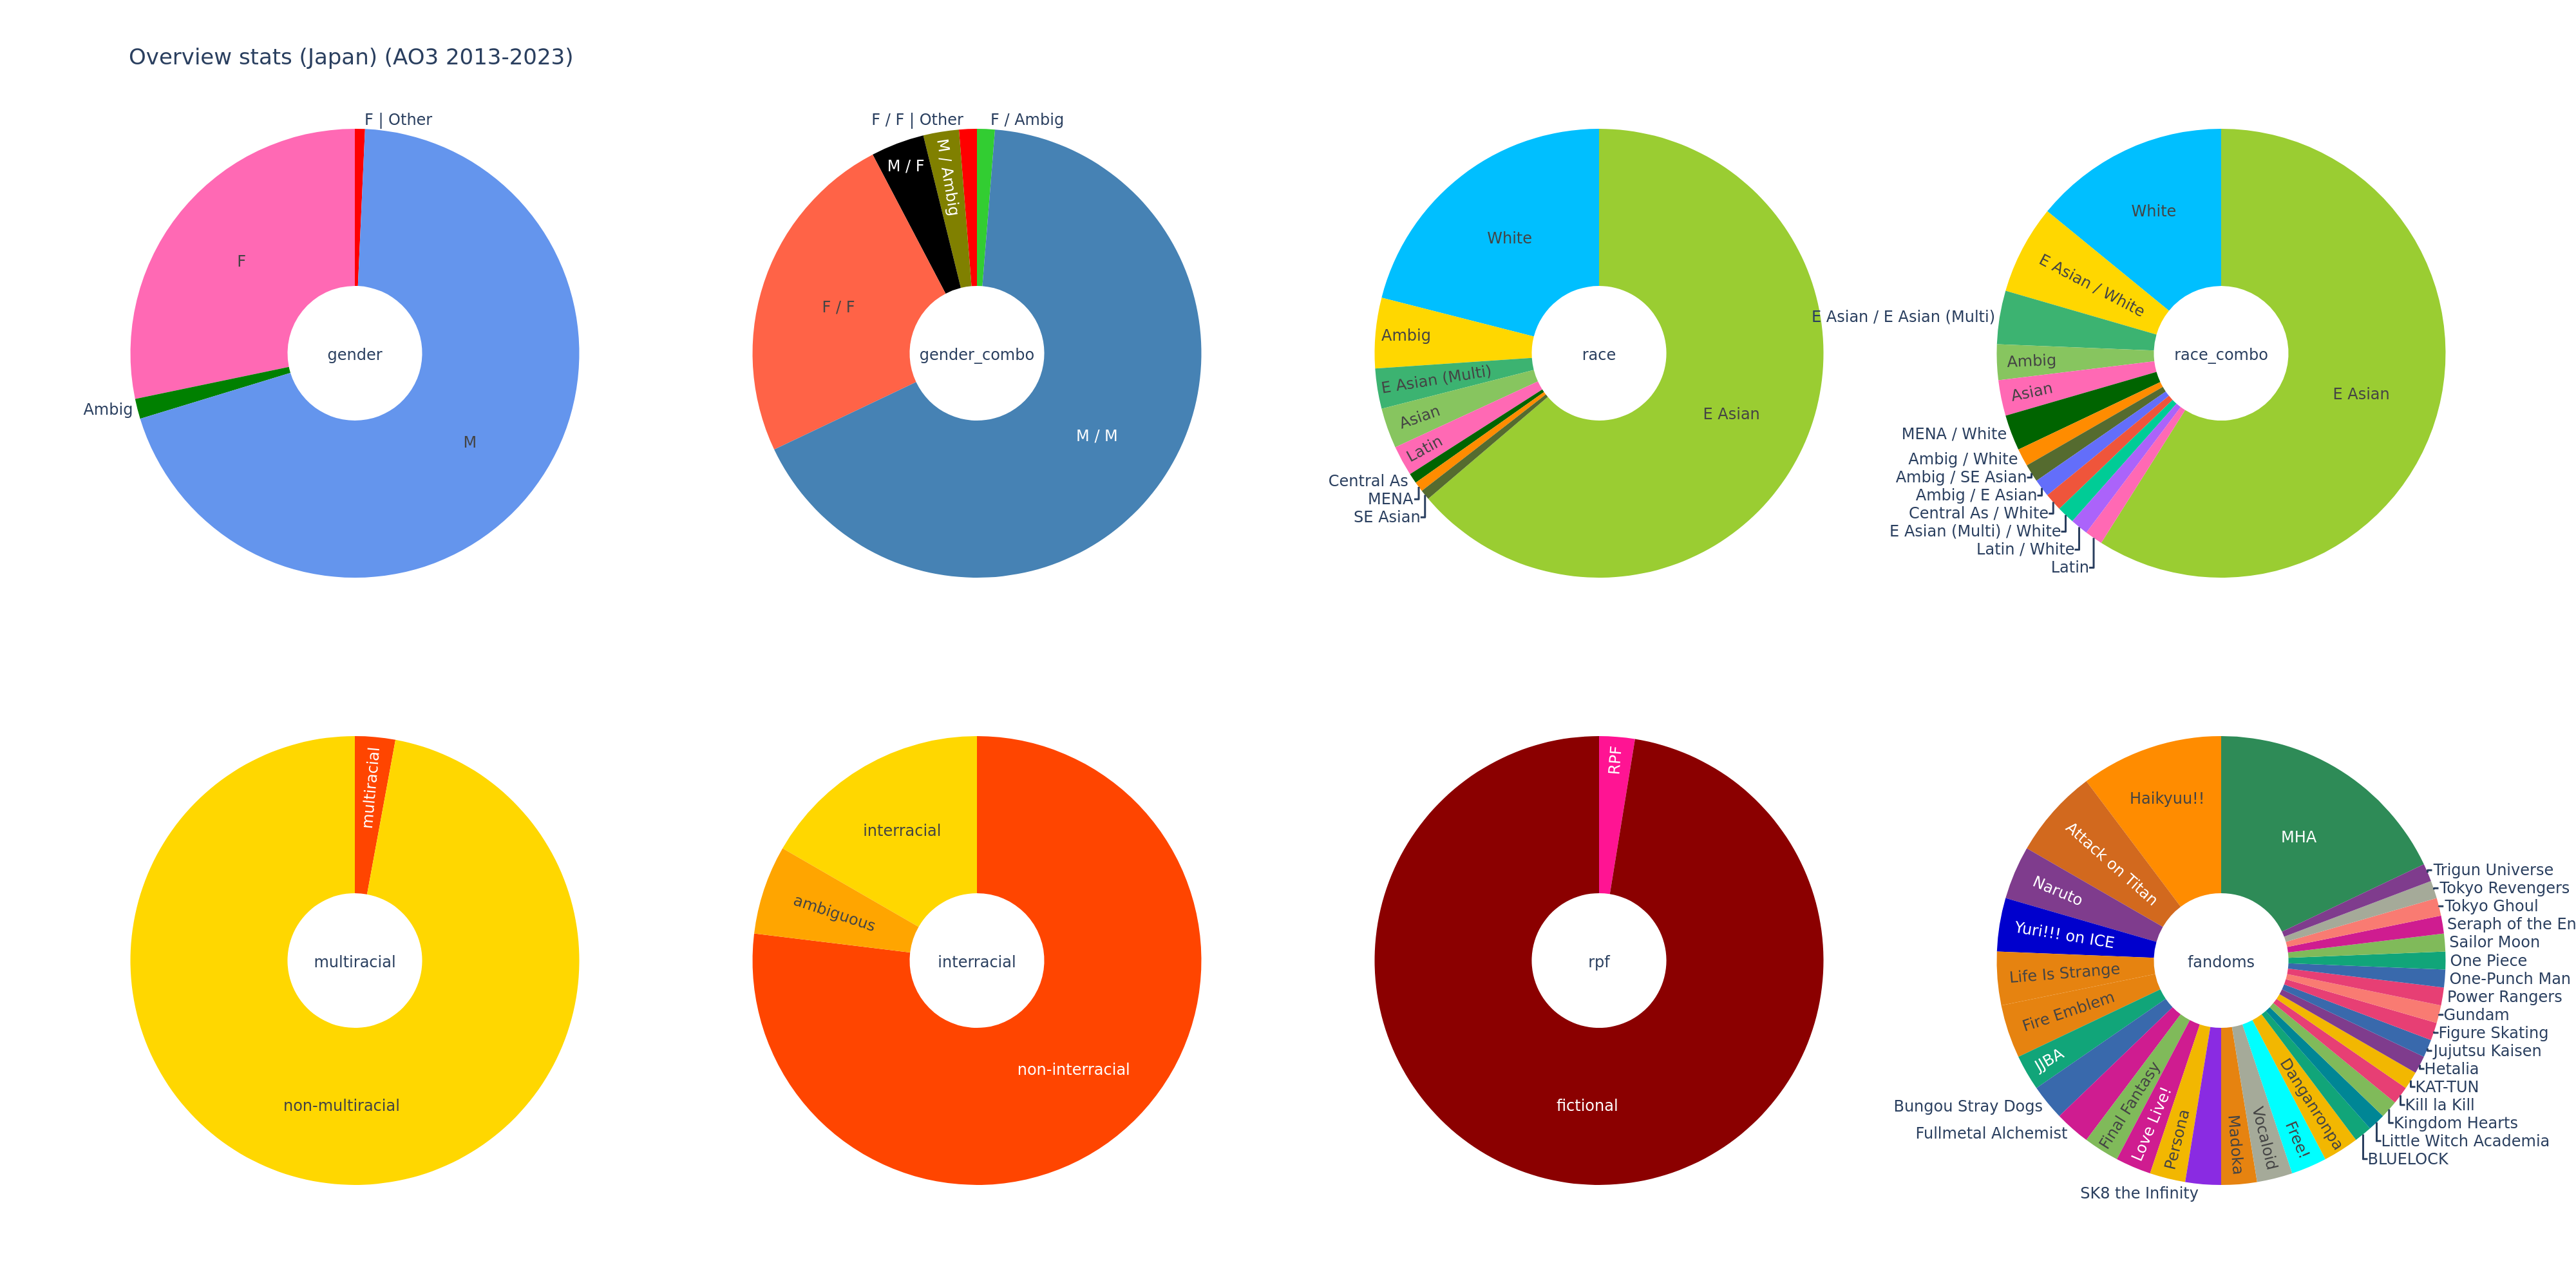 Overview stats (Japan) (AO3 2013-2023)
F | Other
F
gender
Ambig
M
F / F | Other
F / Ambig
M / F
M / Ambig
F / F
gender_combo
M / M
White
Ambig
race
E Asian (Multi)
Asian
E Asian
Latin
Central As
MENA
SE Asian
White
E Asian / White
E Asian / E Asian (Multi)
race_combo
Ambig
Asian
E Asian
MENA / White
Ambig / White
Ambig / SE Asian
Ambig / E Asian
Central As / White
E Asian (Multi) / White
Latin / White
Latin
multiracial
multiracial
non-multiracial
interracial
ambiguous
interracial
non-interracial
RPF
rpf
fictional
Haikyuu!!
MHA
Attack on Titan
Naruto
Yuri!!! on ICE
fandoms
Life Is Strange
Fire Emblem
JJBA
Bungou Stray Dogs
Fullmetal Alchemist
Final Fantasy
Love Live!
Persona
SK8 the Infinity
Madoka
Vocaloid
Free!
Danganronpa
Trigun Universe
Tokyo Revengers
Tokyo Ghoul
Seraph of the En
Sailor Moon
One Piece
One-Punch Man
Power Rangers
Gundam
Figure Skating
Jujutsu Kaisen
Hetalia
KAT-TUN
Kill la Kill
Kingdom Hearts
Little Witch Academia
BLUELOCK